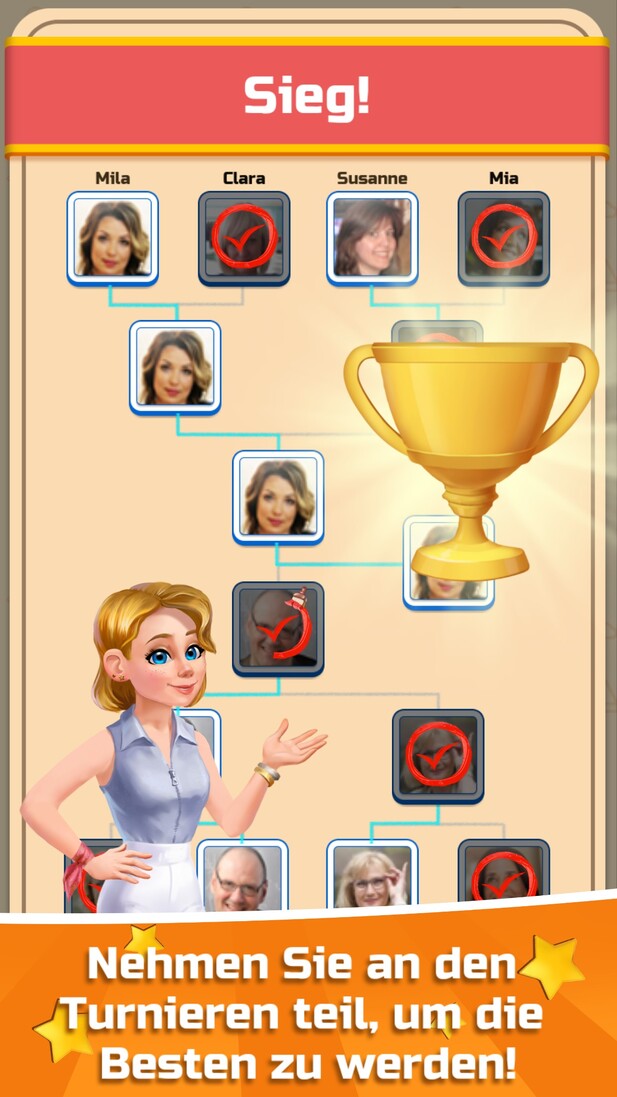 Sieg!
Mila Clara Susanne Mia
Nehmen Sie an den
Turnieren teil, um die
Besten zu werden!